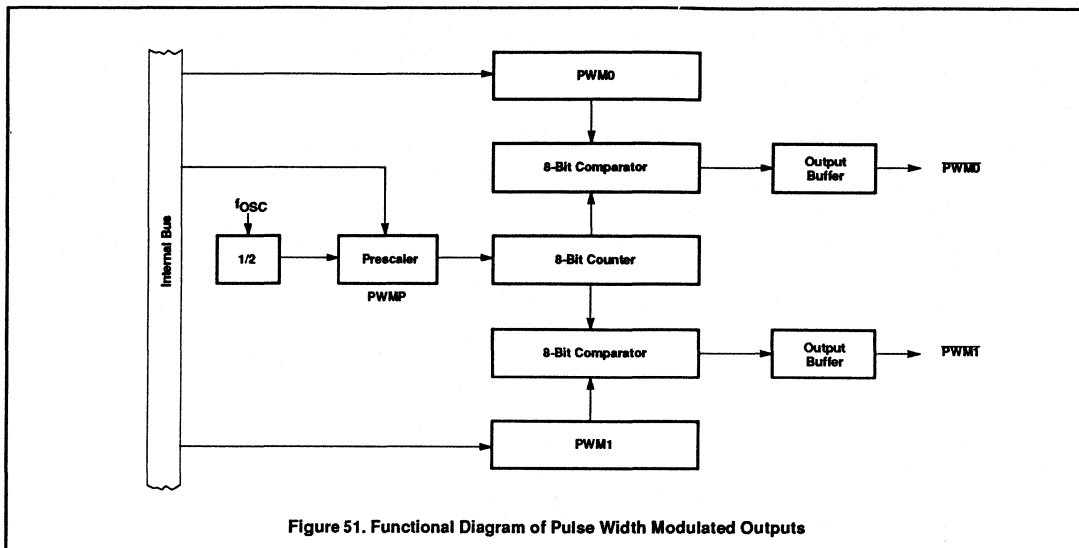 PWM0
8-Bit Comparator
Output
Buffer
PWM0
Internal Bus
fOSC
1/2
Prescaler
PWMP
8-Bit Counter
8-Bit Comparator
Output
Buffer
PWM1
PWM1
Figure 51. Functional Diagram of Pulse Width Modulated Outputs